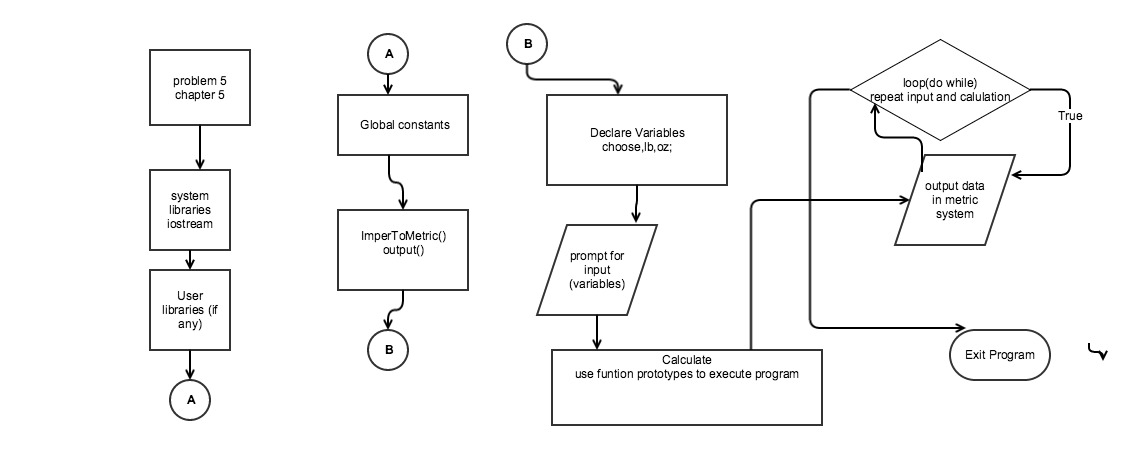 problem 5
chapter 5
system
libraries
iostream
User
libraries (if
any)
A
A
Global constants
ImperToMetric()
output()
B
B
Declare Variables
choose,lb,oz;
prompt for
input
(variables)
Calculate
use funtion prototypes to execute program
loop(do while)
repeat input and calulation
True
output data
in metric
system
Exit Program